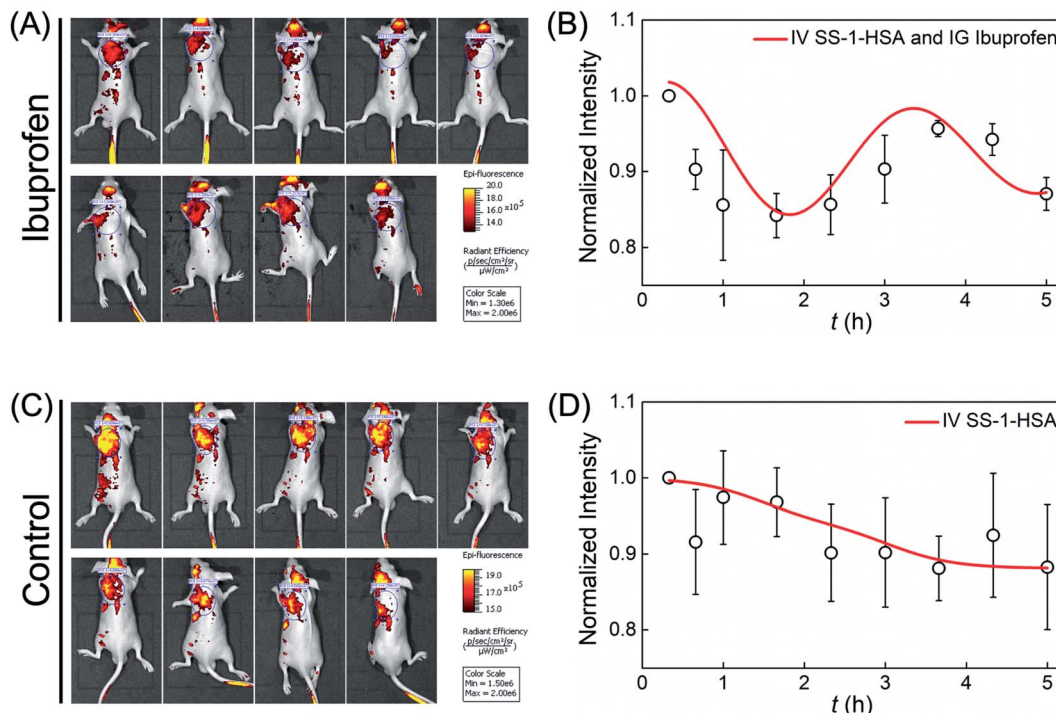 (A)
Ibuprofen
Epi-fluorescence
20.0
18.0
16.0
14.0
x10⁵
Radiant Efficiency
(p/sec/cm²/sr / μW/cm²)
Color Scale
Min = 1.30e6
Max = 2.00e6
(B)
IV SS-1-HSA and IG Ibuprofen
Normalized Intensity
1.1
1.0
0.9
0.8
0 1 2 3 4 5
t (h)
(C)
Control
Epi-fluorescence
19.0
17.0
15.0
x10⁵
Radiant Efficiency
(p/sec/cm²/sr / μW/cm²)
Color Scale
Min = 1.50e6
Max = 2.00e6
(D)
IV SS-1-HSA
Normalized Intensity
1.1
1.0
0.9
0.8
0 1 2 3 4 5
t (h)